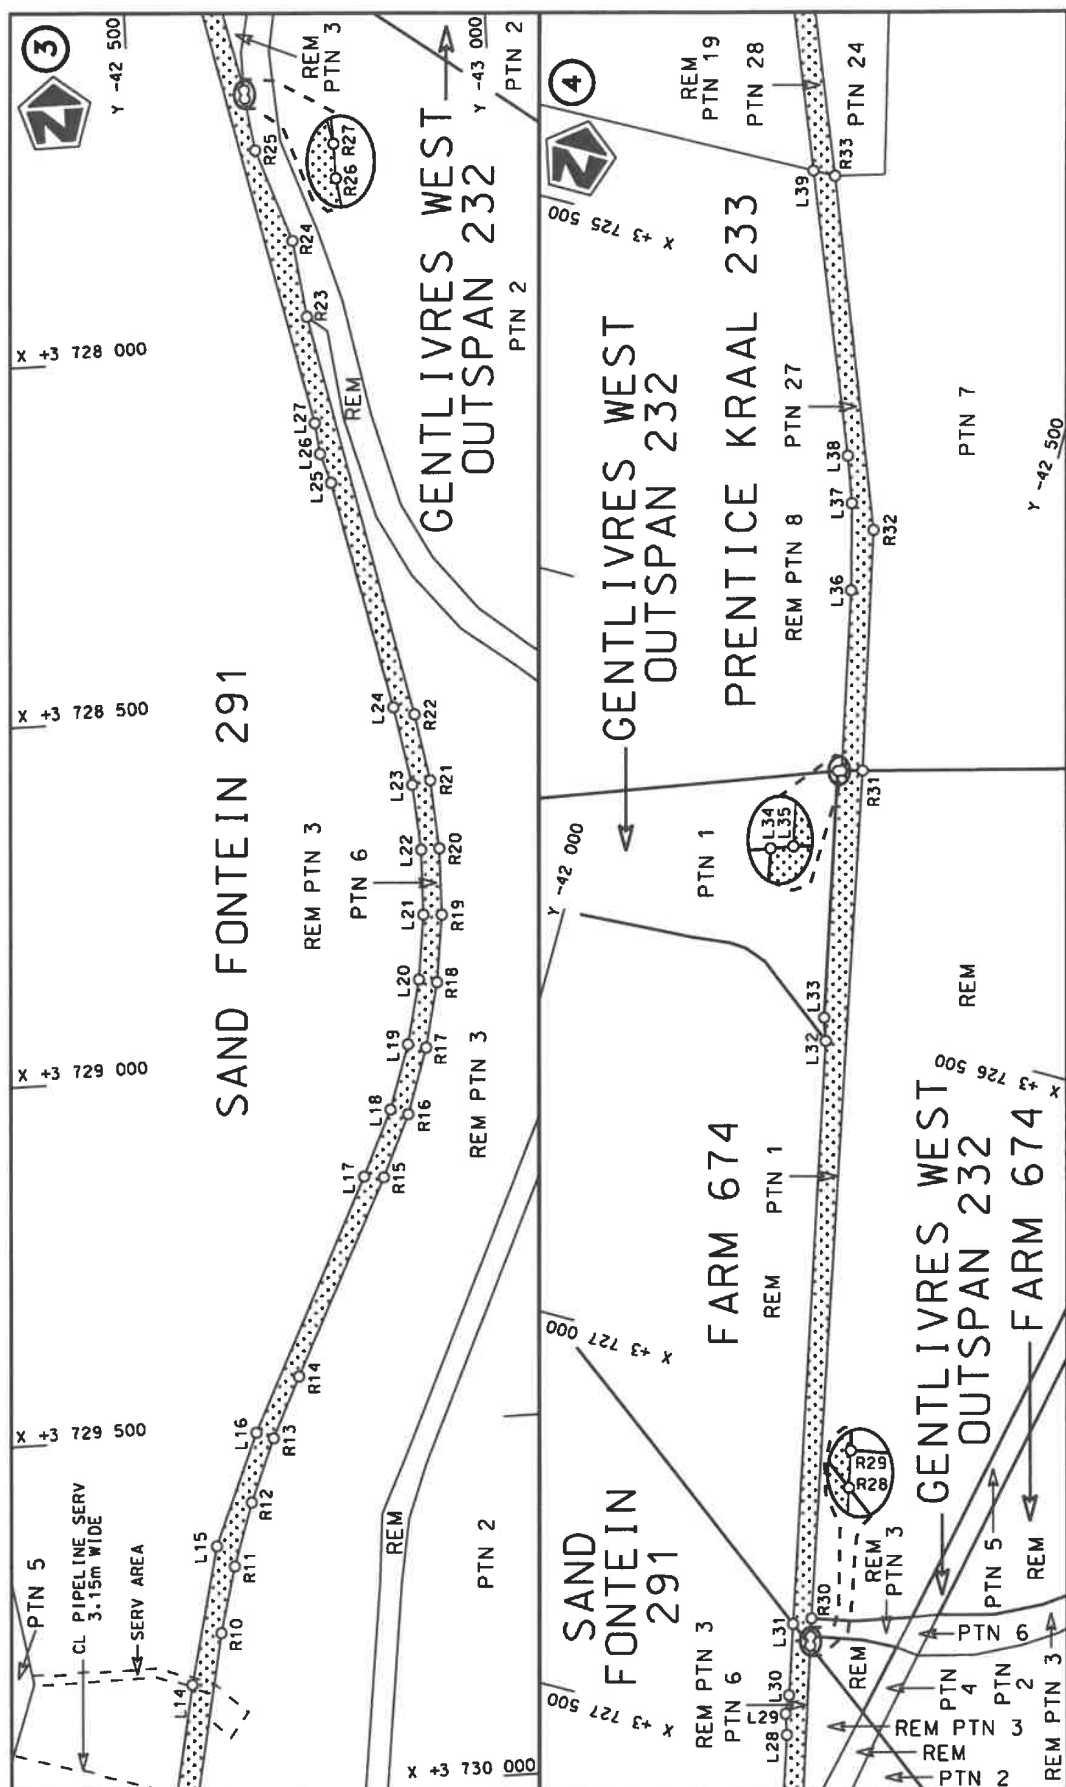 3
N
Y -42 500
REM
PTN 3
Y -43 000
PTN 2
R25
R26
R27
R24
R23
GENTLIVRES WEST
OUTSPAN 232
PTN 2
X +3 728 000
REM
L27
L26
L25
SAND FONTEIN 291
X +3 728 500
L24
R22
L23
R21
REM PTN 3
PTN 6
L22
R20
L21
R19
L20
R18
L19
R17
X +3 729 000
L18
R16
REM PTN 3
L17
R15
R14
X +3 729 500
L16
R13
R12
L15
R11
R10
REM
PTN 2
PTN 5
CL PIPELINE SERV
3.15m WIDE
SERV AREA
L14
X +3 730 000
4
N
REM
PTN 19
PTN 28
PTN 24
X +3 725 500
L39
R33
GENTLIVRES WEST
OUTSPAN 232
PRENTICE KRAAL 233
REM PTN 8
PTN 27
PTN 7
Y -42 500
L38
L37
R32
L36
R31
L34
L35
PTN 1
Y -42 000
L33
L32
REM
X +3 726 500
FARM 674
REM
PTN 1
GENTLIVRES WEST
OUTSPAN 232
FARM 674
X +3 727 000
R29
R28
SAND
FONTEIN
291
REM PTN 3
PTN 6
L31
R30
L30
L29
L28
X +3 727 500
REM
PTN 3
PTN 5
REM
REM
PTN 6
PTN
4
PTN
2
REM PTN 3
REM PTN 3
REM
PTN 2